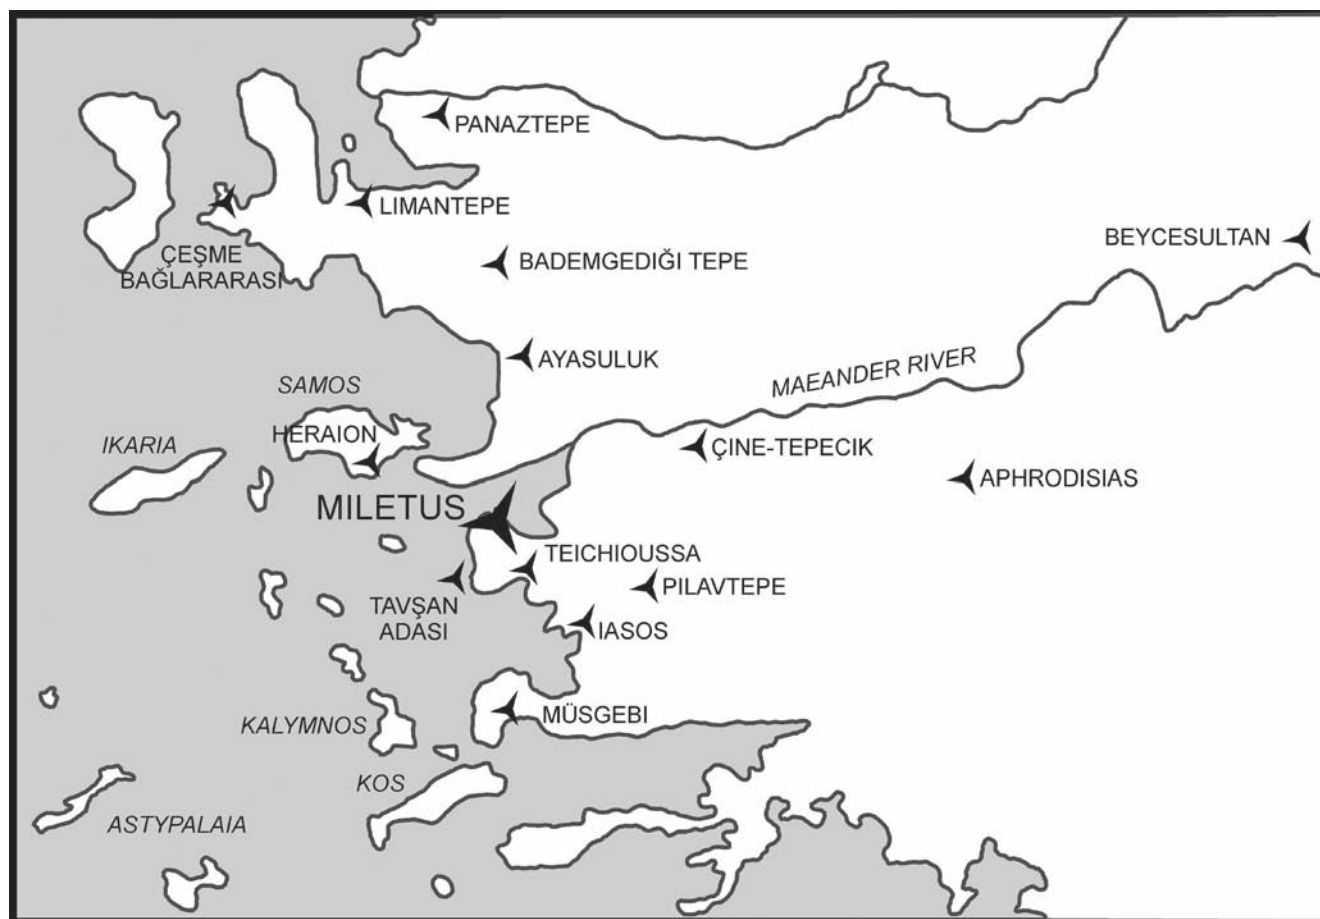 PANAZTEPE
LIMANTEPE
BEYCESULTAN
ÇEŞME
BAĞLARARASI
BADEMGEDIĞI TEPE
AYASULUK
MAEANDER RIVER
SAMOS
HERAION
IKARIA
ÇINE-TEPECIK
APHRODISIAS
MILETUS
TEICHIOUSSA
PILAVTEPE
TAVŞAN
ADASI
IASOS
MÜSGEBI
KALYMNOS
KOS
ASTYPALAIA